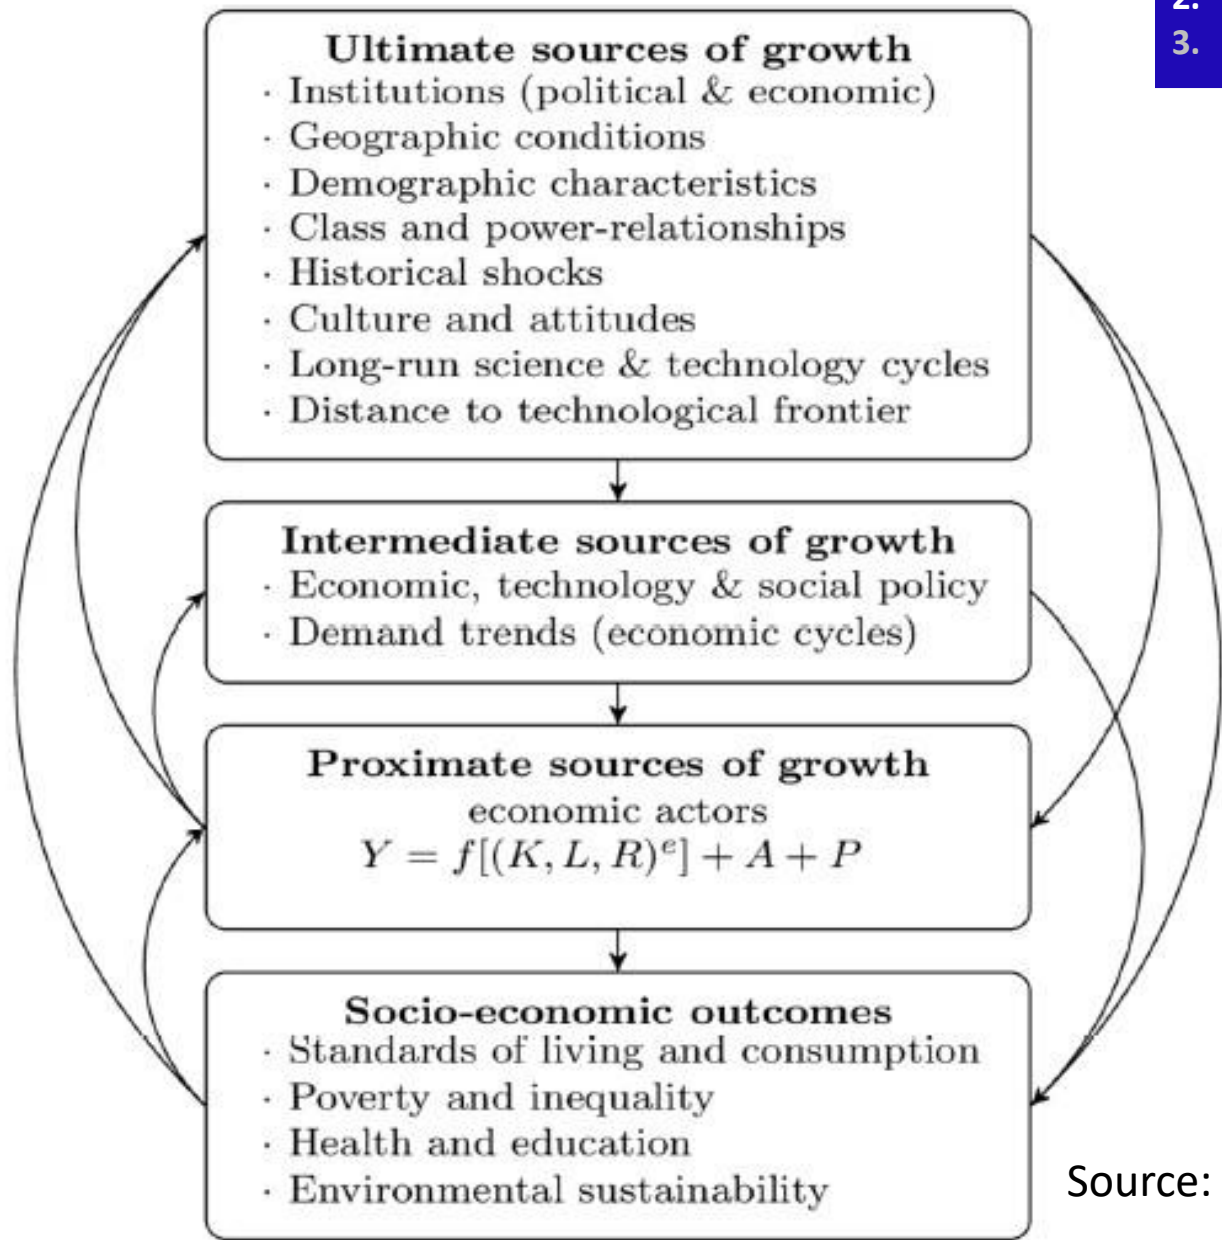 2.
3.
Ultimate sources of growth
· Institutions (political & economic)
· Geographic conditions
· Demographic characteristics
· Class and power-relationships
· Historical shocks
· Culture and attitudes
· Long-run science & technology cycles
· Distance to technological frontier
Intermediate sources of growth
· Economic, technology & social policy
· Demand trends (economic cycles)
Proximate sources of growth
economic actors
Y = f[(K, L, R)^e] + A + P
Socio-economic outcomes
· Standards of living and consumption
· Poverty and inequality
· Health and education
· Environmental sustainability
Source: